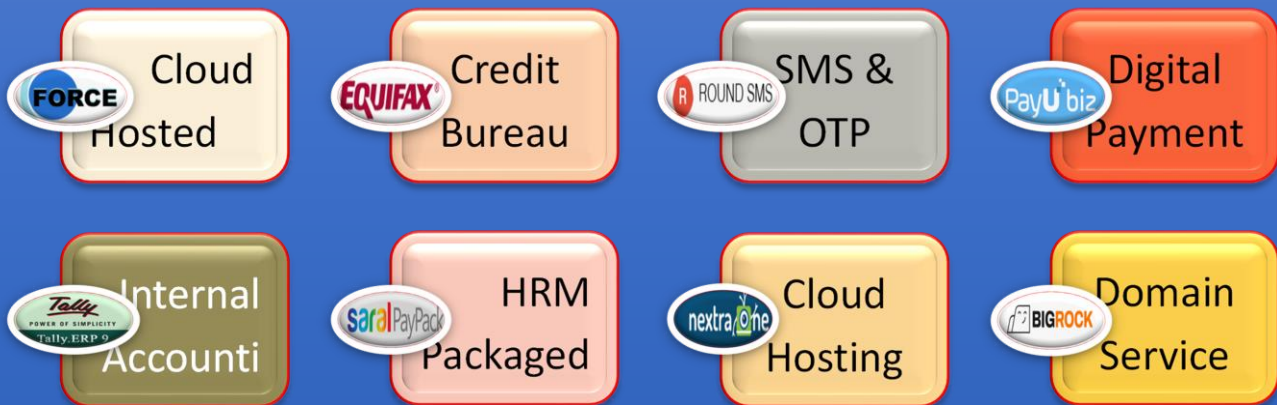 FORCE
Cloud
Hosted
EQUIFAX®
Credit
Bureau
R ROUND SMS
SMS &
OTP
PayU biz
Digital
Payment
Tally
POWER OF SIMPLICITY
Tally.ERP 9
Internal
Accounti
saral PayPack
HRM
Packaged
nextra one
Cloud
Hosting
BIGROCK
Domain
Service